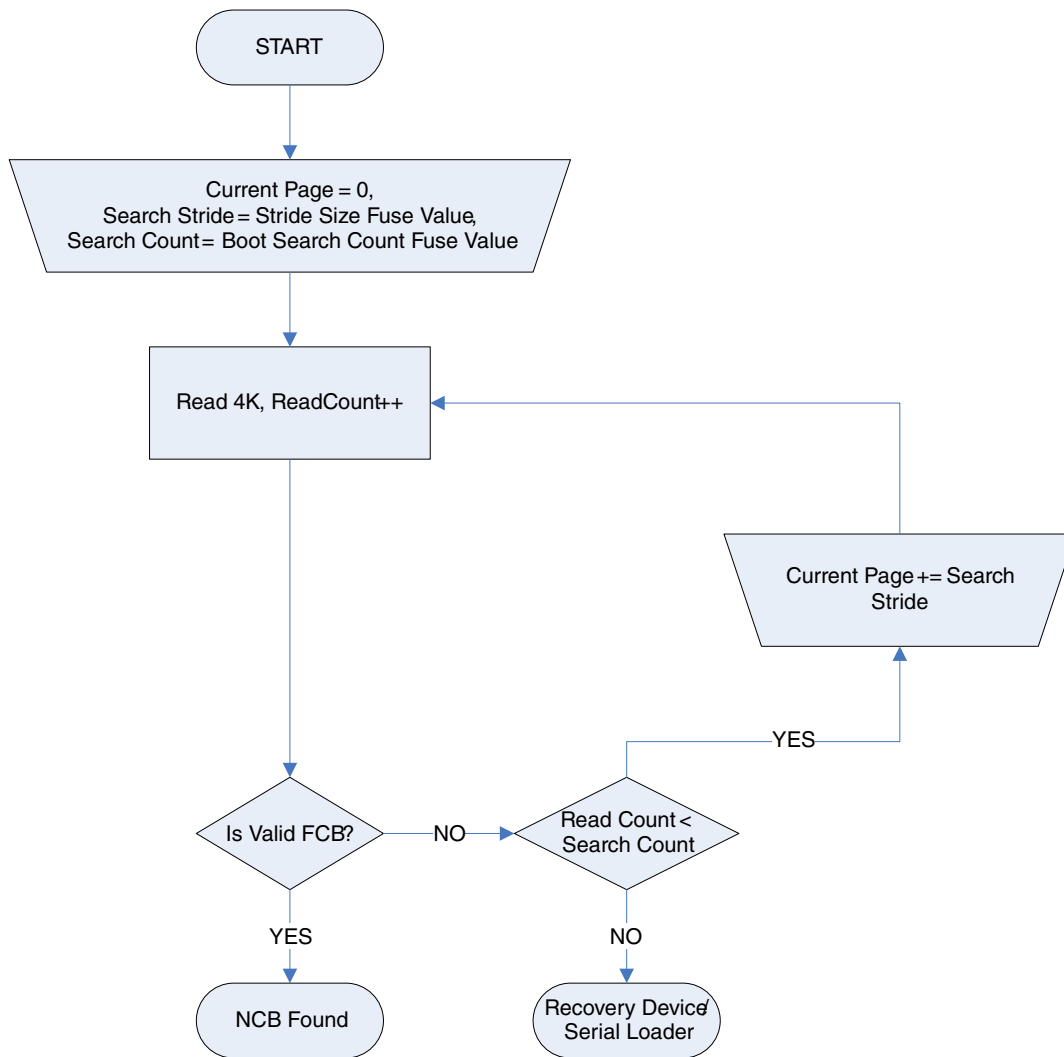 START
Current Page = 0,
Search Stride = Stride Size Fuse Value,
Search Count = Boot Search Count Fuse Value
Read 4K, ReadCount++
Current Page += Search
Stride
YES
Is Valid FCB?
NO
Read Count <
Search Count
YES
NO
NCB Found
Recovery Device/
Serial Loader